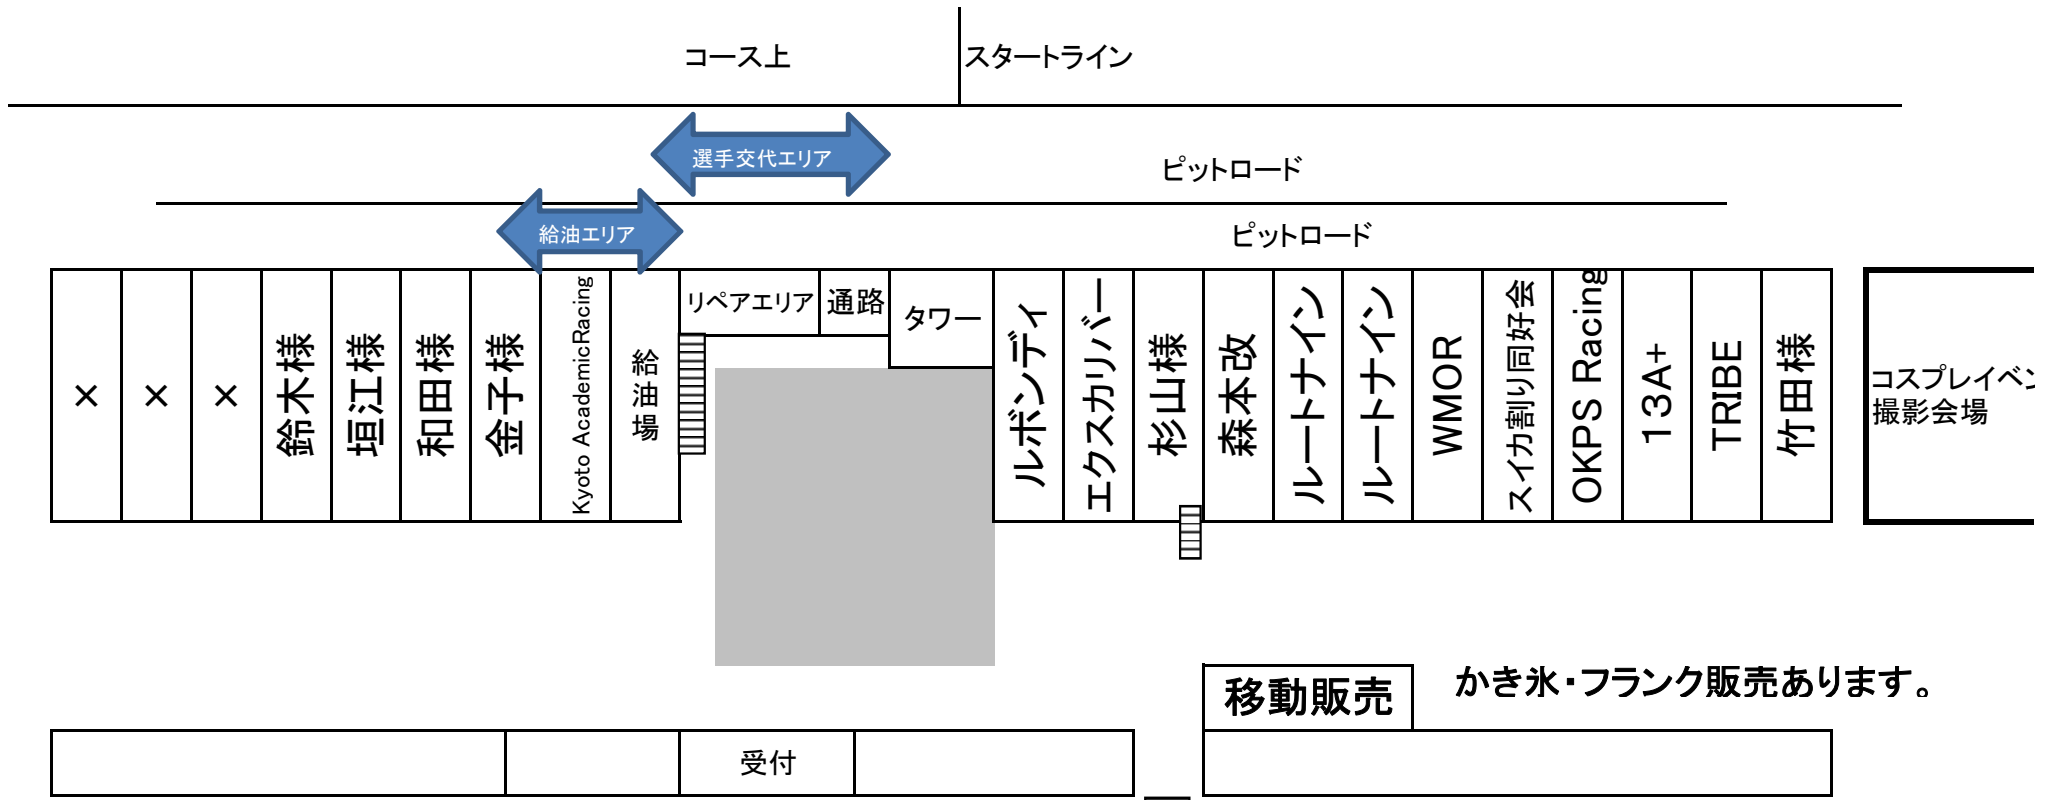 コース上
スタートライン
選手交代エリア
ピットロード
給油エリア
ピットロード
×
×
×
鈴木様
垣江様
和田様
金子様
Kyoto AcademicRacing
給油場
リペアエリア
通路
タワー
ルボンディ
エクスカリバー
杉山様
森本改
ルートナイン
ルートナイン
WMOR
スイカ割り同好会
OKPS Racing
13A+
TRIBE
竹田様
コスプレイベン
撮影会場
移動販売
かき氷・フランク販売あります。
受付